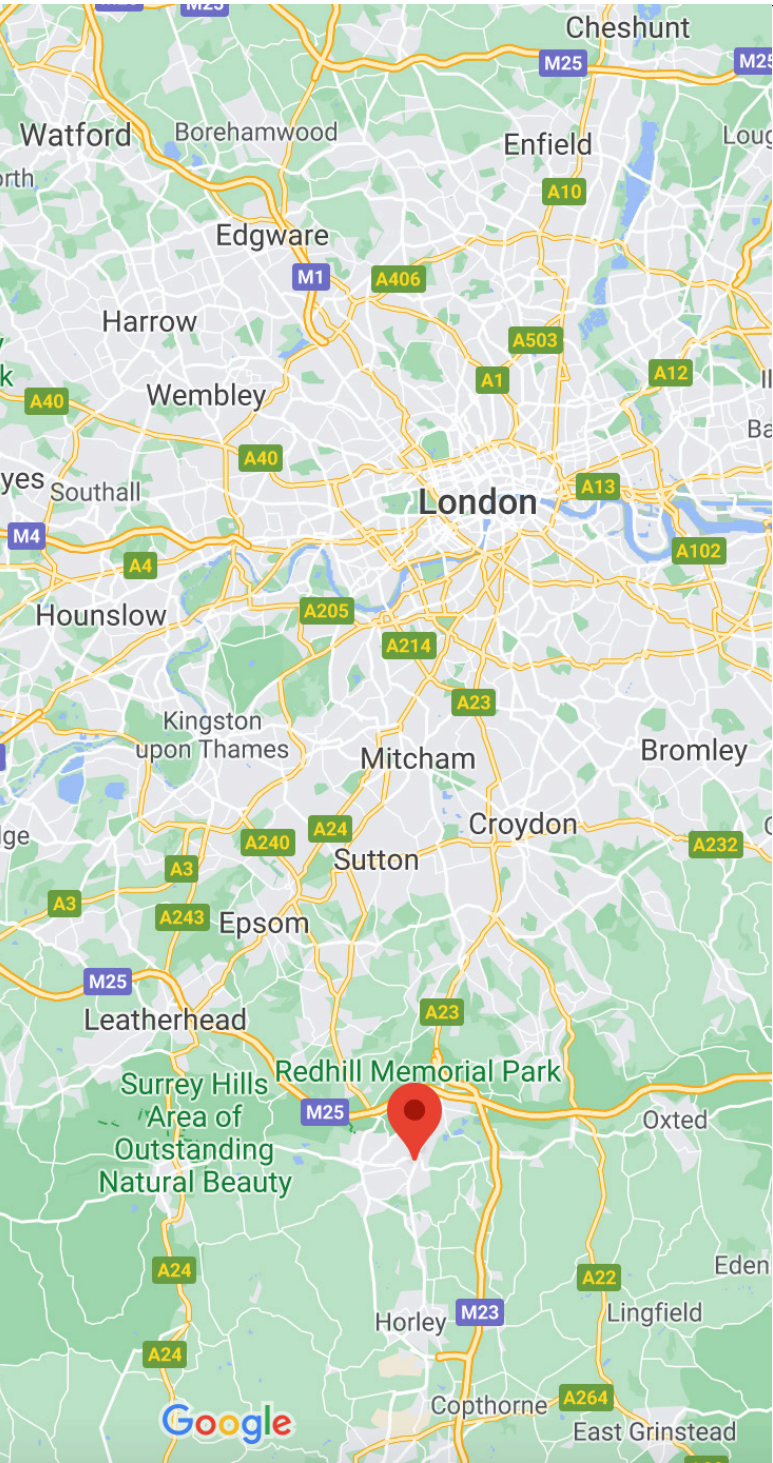 M25
Cheshunt
M25
M25
Watford
Borehamwood
Enfield
A10
Edgware
M1
A406
Harrow
A503
A1
A12
Wembley
A40
A40
Southall
London
A13
M4
A4
A102
Hounslow
A205
A214
A23
Kingston
upon Thames
Mitcham
Bromley
A24
Croydon
A240
A232
Sutton
A3
A3
A243
Epsom
M25
A23
Leatherhead
Redhill Memorial Park
Surrey Hills
Area of
Outstanding
Natural Beauty
M25
Oxted
A24
A22
M23
Lingfield
Horley
A24
A264
Copthorne
Google
East Grinstead